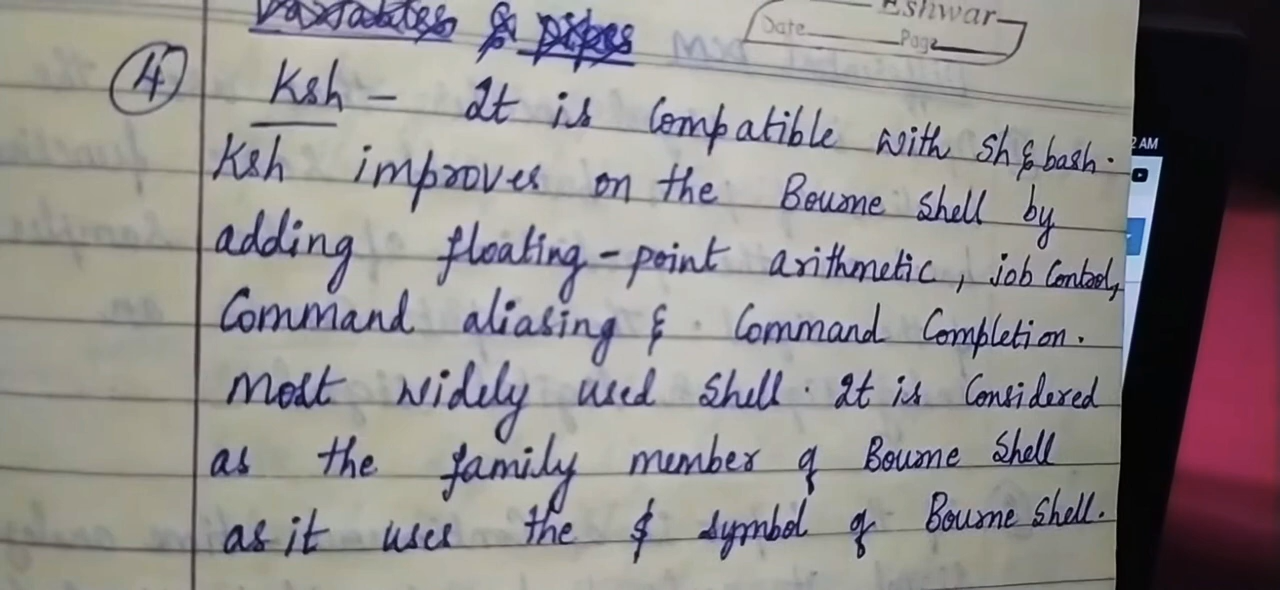 Variables & pipes
Eshwar
Date Page
4 Ksh - It is Compatible with sh & bash.
Ksh improves on the Bourne Shell by
adding floating-point arithmetic, job Control,
Command aliasing & Command Completion.
Most widely used Shell. It is Considered
as the family member of Bourne Shell
as it uses the $ symbol of Bourne Shell.
2 AM